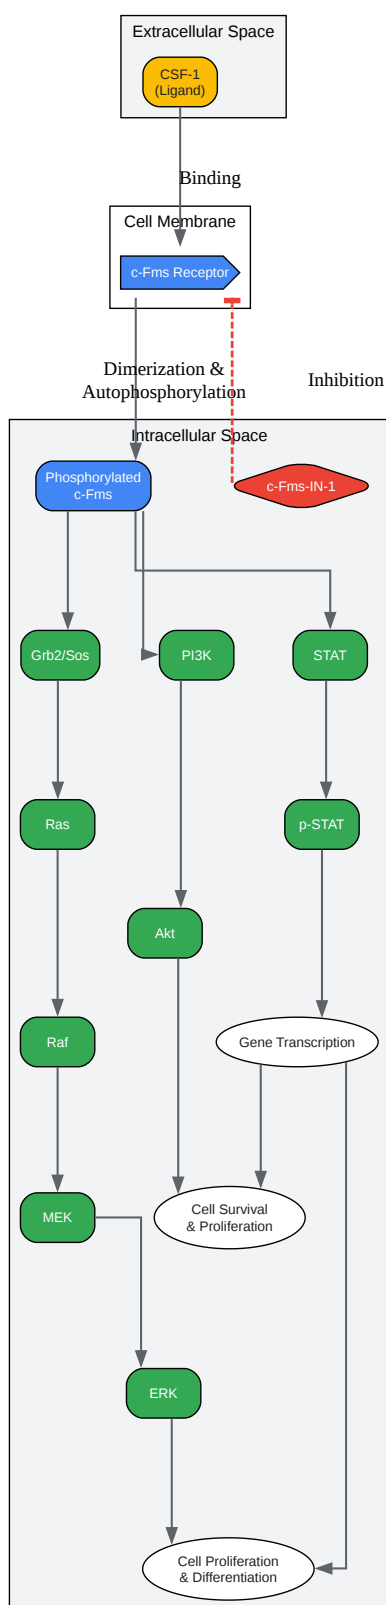 Extracellular Space
CSF-1
(Ligand)
Binding
Cell Membrane
c-Fms Receptor
Dimerization &
Autophosphorylation
Inhibition
Intracellular Space
Phosphorylated
c-Fms
c-Fms-IN-1
Grb2/Sos
PI3K
STAT
Ras
p-STAT
Akt
Raf
Gene Transcription
MEK
Cell Survival
& Proliferation
ERK
Cell Proliferation
& Differentiation